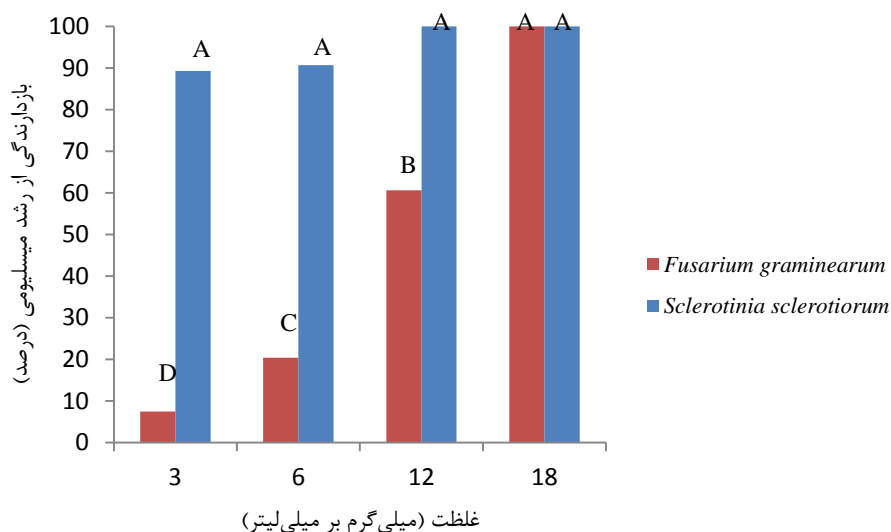 بازدارندگی از رشد میسلیومی (درصد)
100
90
80
70
60
50
40
30
20
10
0
D
A
C
A
B
A
A
A
3
6
12
18
غلظت (میلی‌گرم بر میلی‌لیتر)
Fusarium graminearum
Sclerotinia sclerotiorum